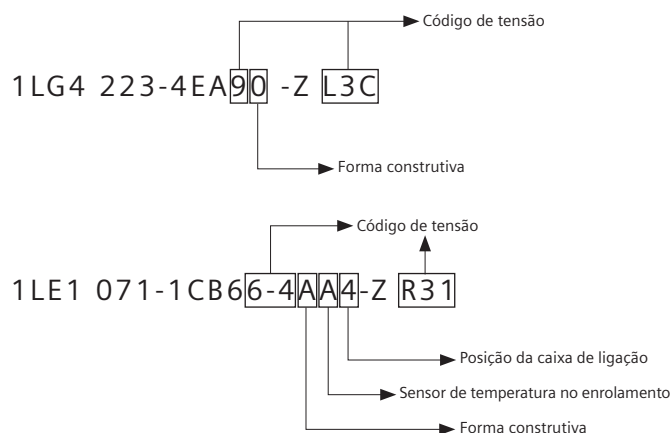 Código de tensão
1LG4 223-4EA90 -Z L3C
Forma construtiva
Código de tensão
1LE1 071-1CB66-4AA4-Z R31
Posição da caixa de ligação
Sensor de temperatura no enrolamento
Forma construtiva